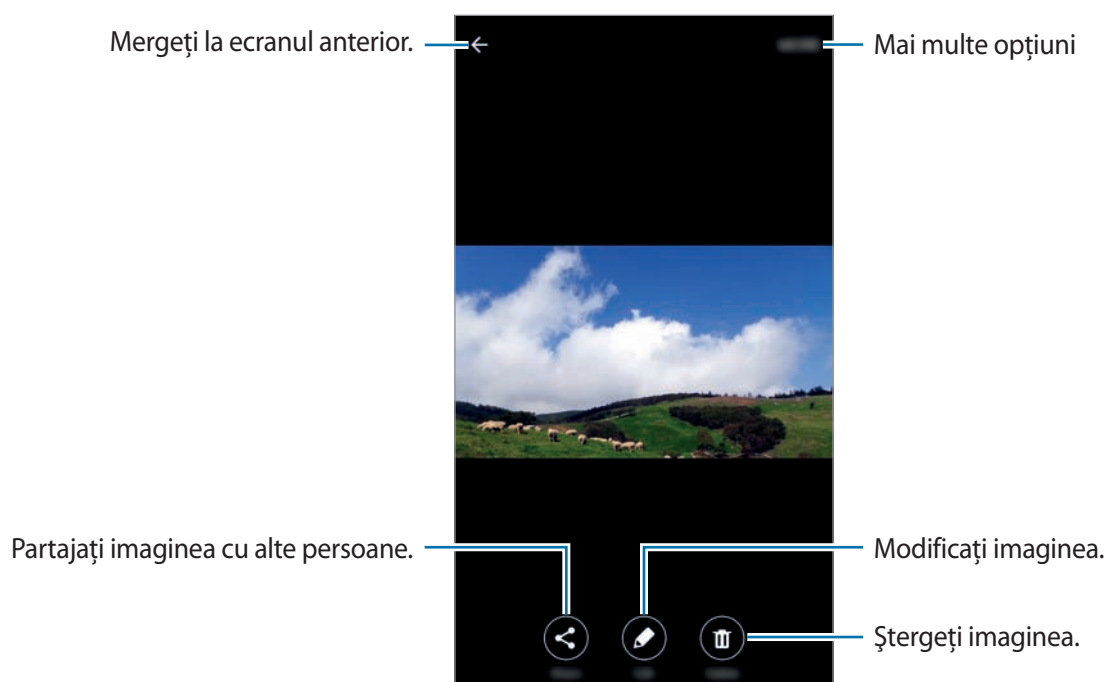 Mergeți la ecranul anterior.
Mai multe opțiuni
Partajați imaginea cu alte persoane.
Modificați imaginea.
Ştergeți imaginea.